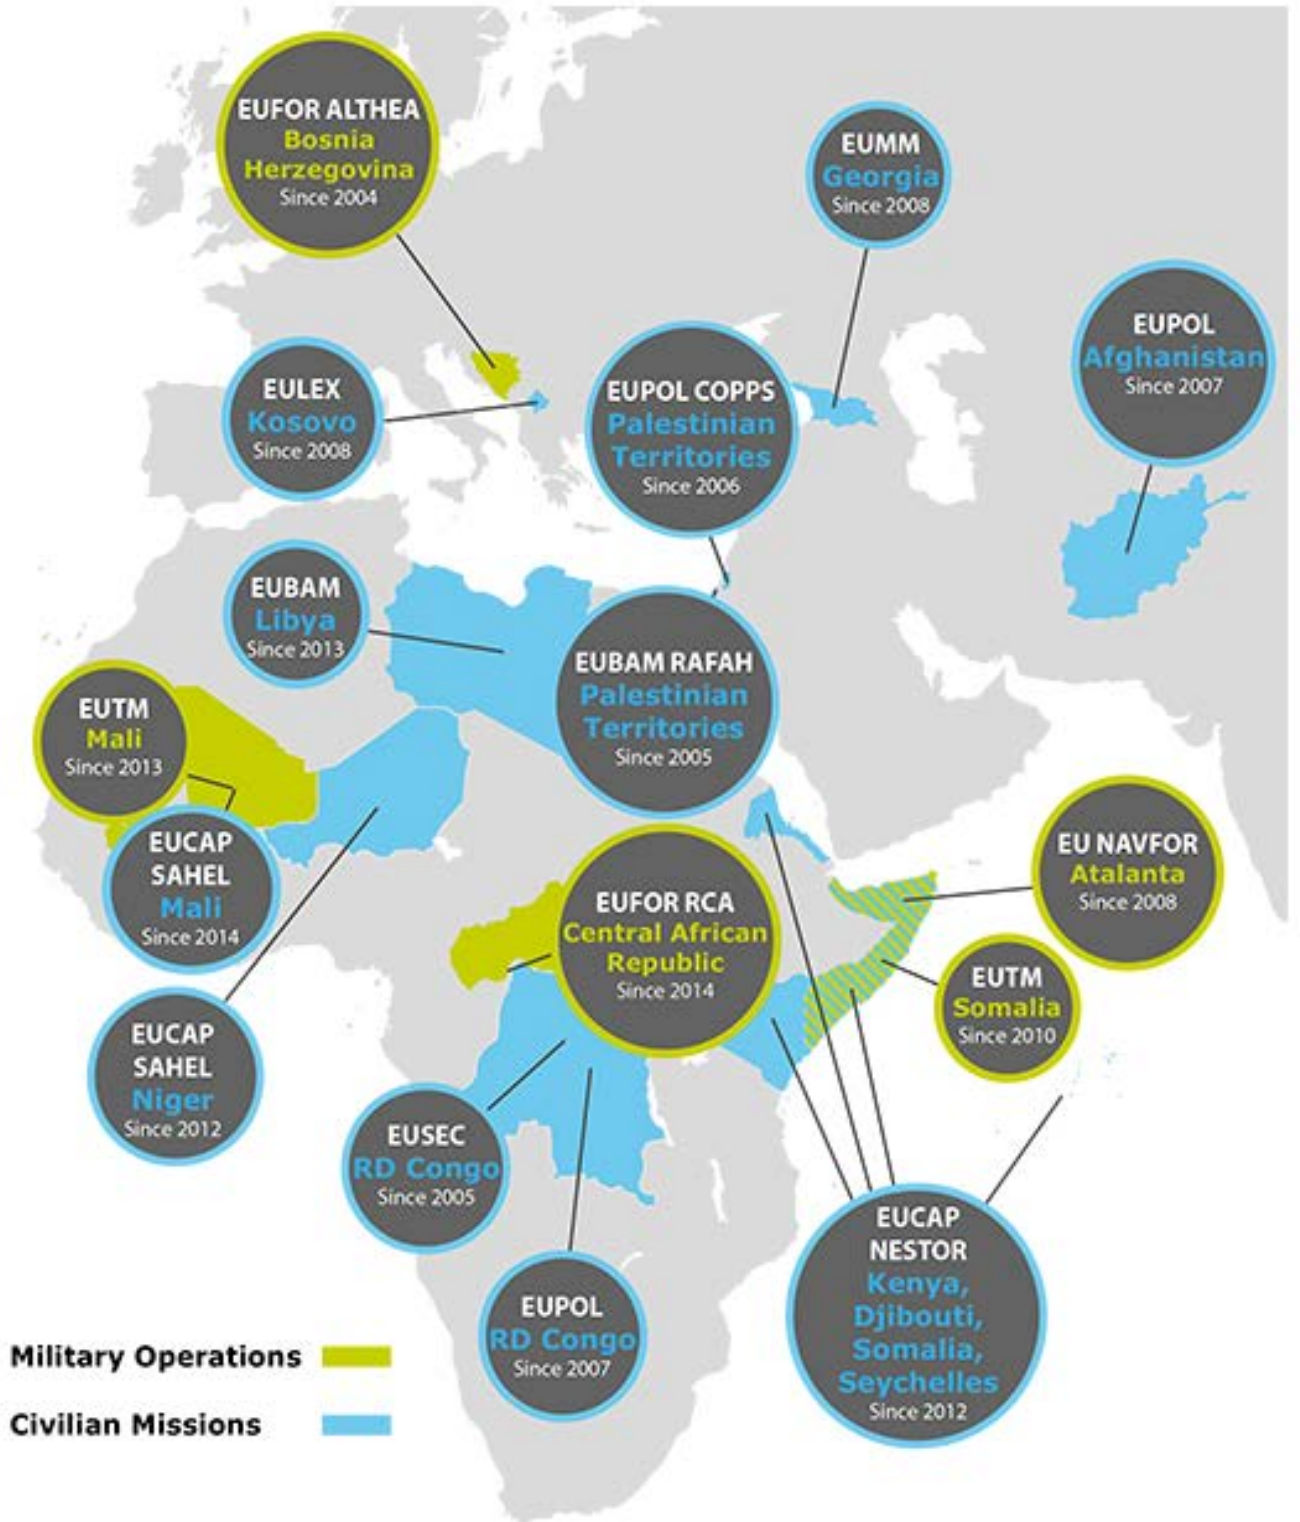 EUFOR ALTHEA
Bosnia
Herzegovina
Since 2004
EUMM
Georgia
Since 2008
EUPOL
Afghanistan
Since 2007
EULEX
Kosovo
Since 2008
EUPOL COPPS
Palestinian
Territories
Since 2006
EUBAM
Libya
Since 2013
EUBAM RAFAH
Palestinian
Territories
Since 2005
EUTM
Mali
Since 2013
EUCAP
SAHEL
Mali
Since 2014
EUFOR RCA
Central African
Republic
Since 2014
EU NAVFOR
Atalanta
Since 2008
EUTM
Somalia
Since 2010
EUCAP
SAHEL
Niger
Since 2012
EUSEC
RD Congo
Since 2005
EUPOL
RD Congo
Since 2007
EUCAP
NESTOR
Kenya,
Djibouti,
Somalia,
Seychelles
Since 2012
Military Operations
Civilian Missions